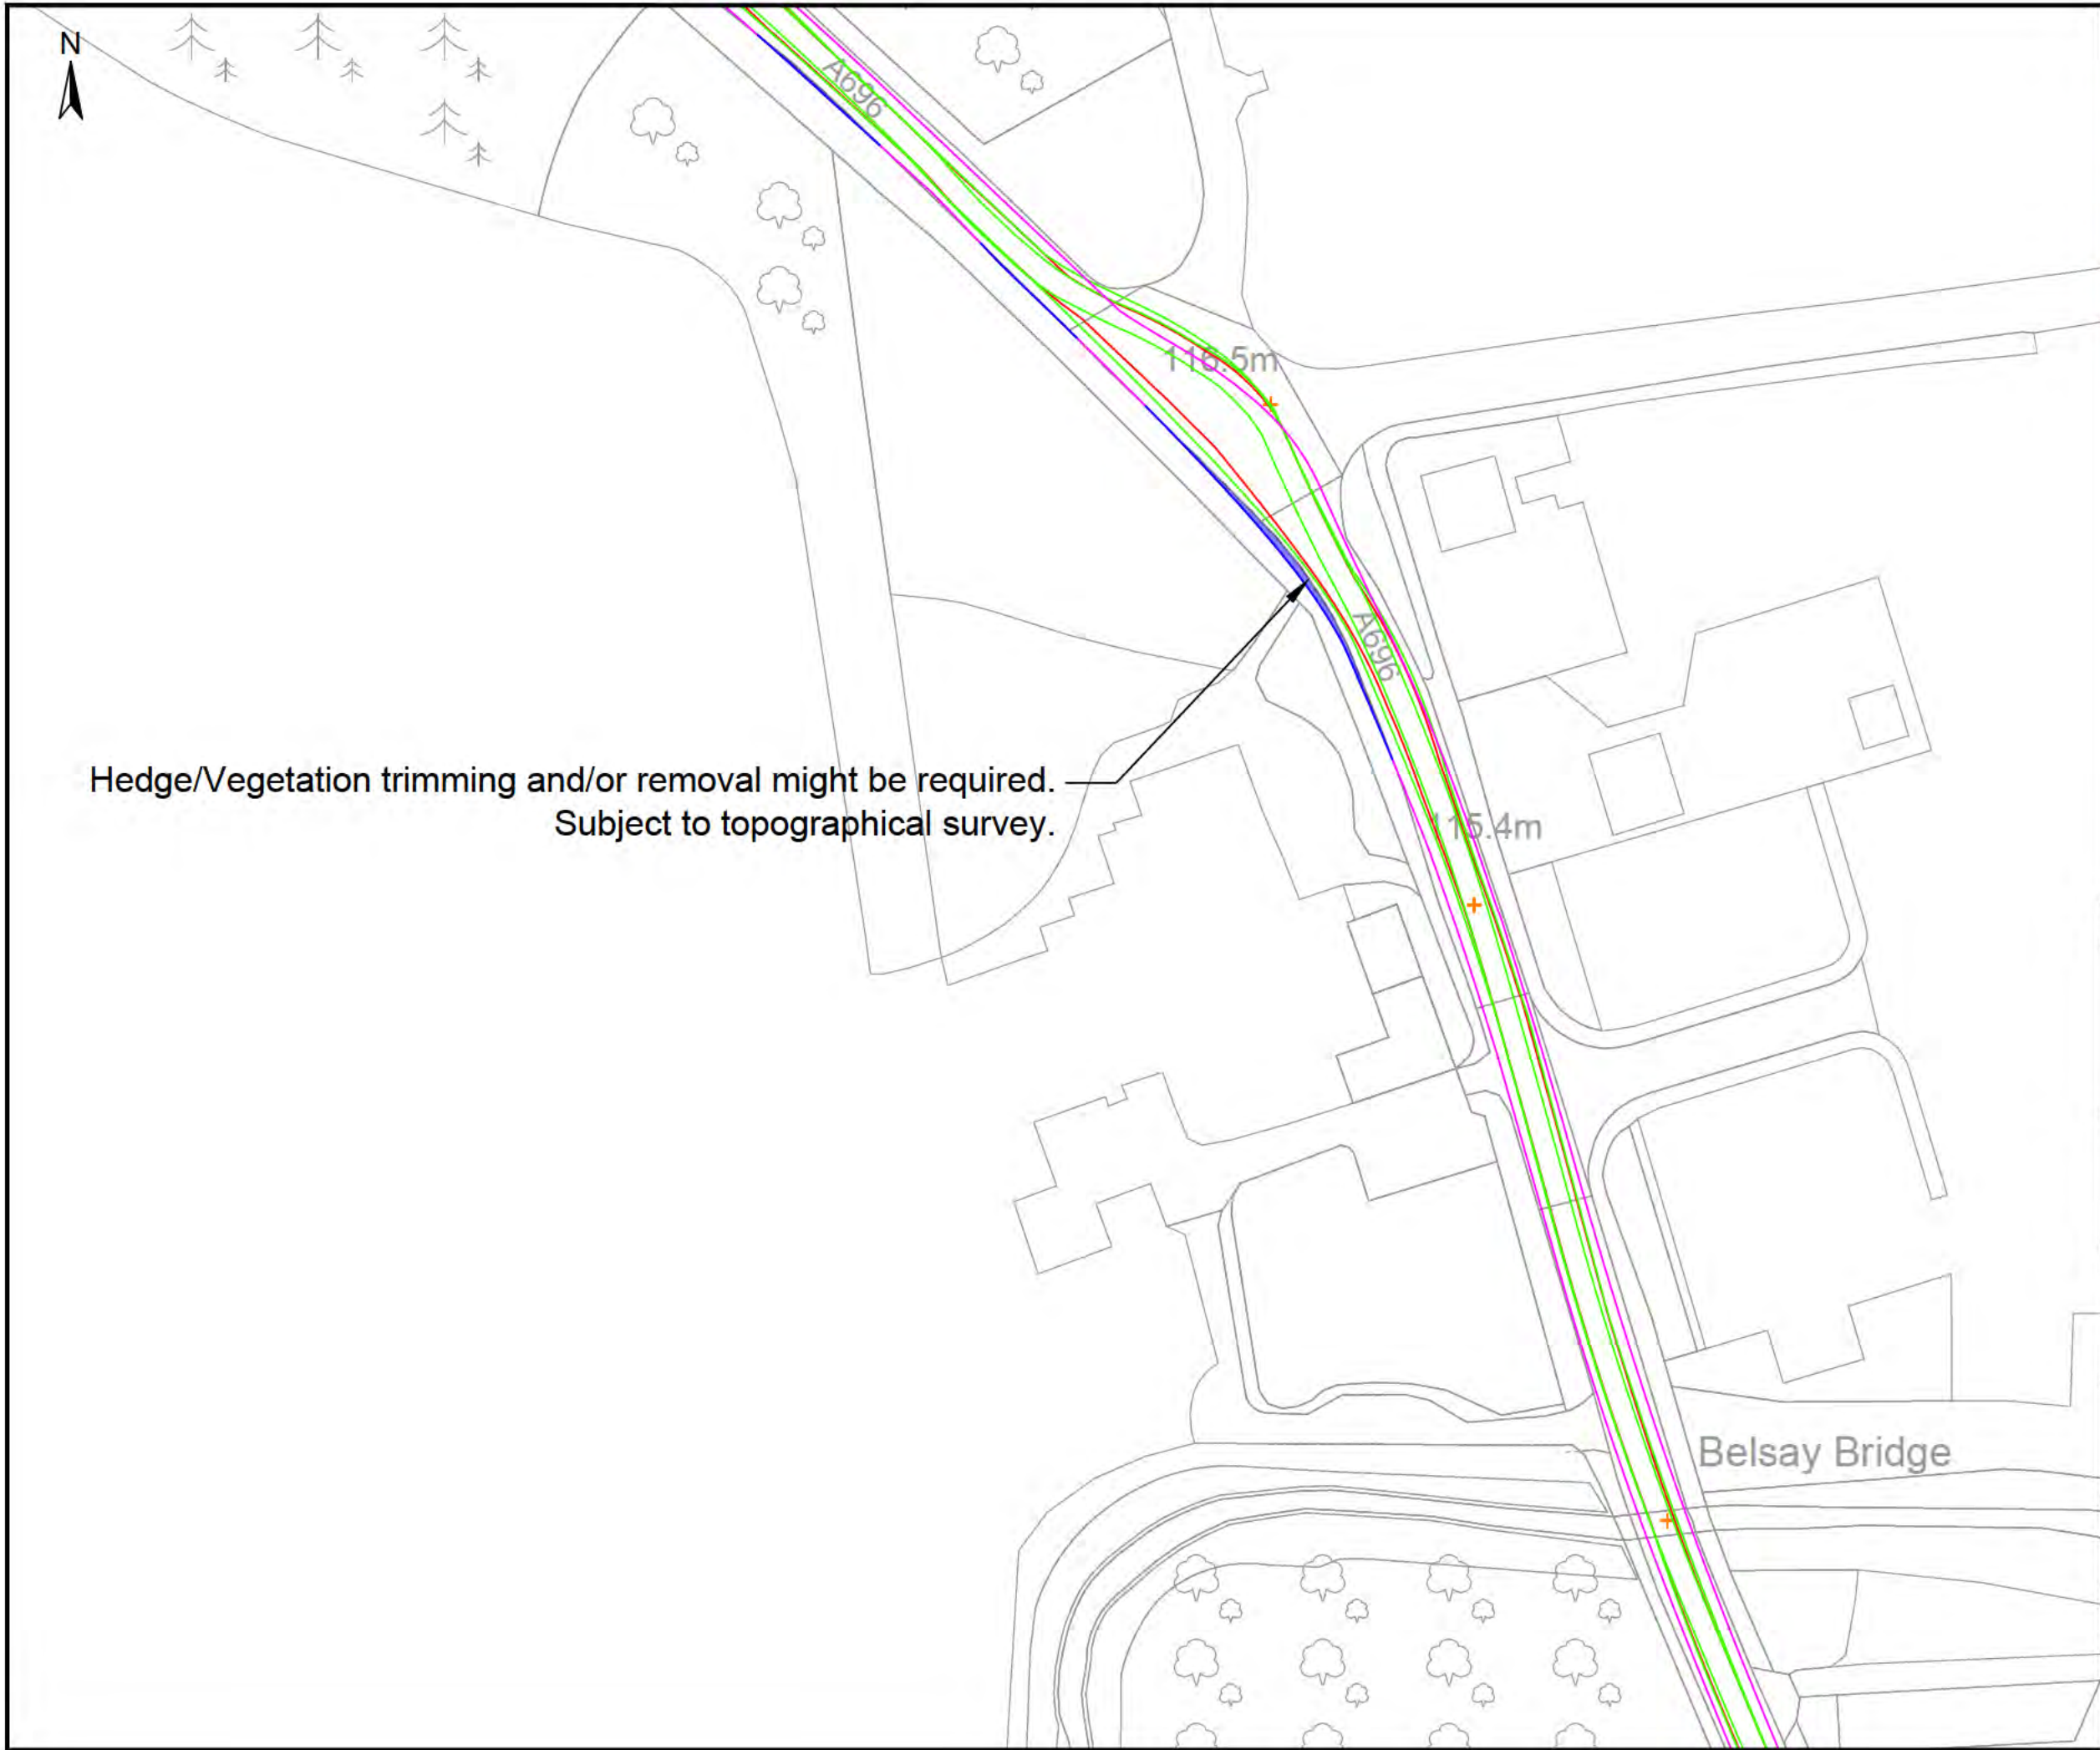 N
A696
116.5m
A696
Hedge/Vegetation trimming and/or removal might be required.
Subject to topographical survey.
115.4m
Belsay Bridge